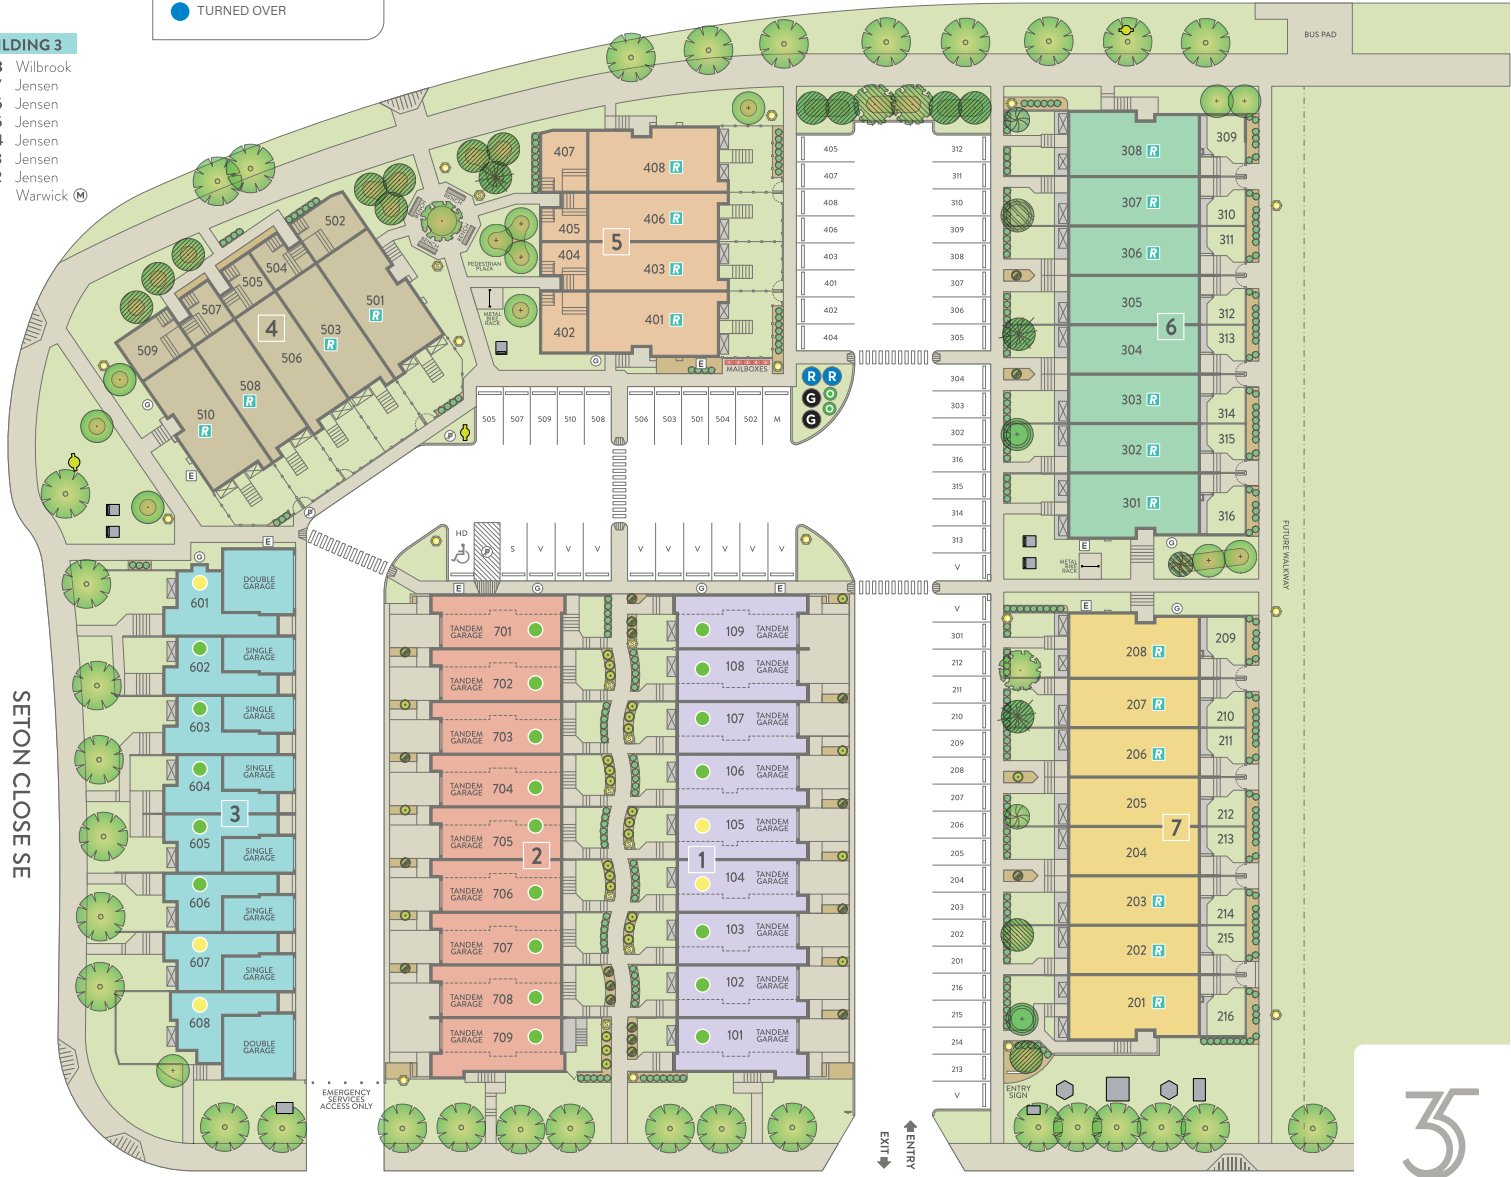 TURNED OVER
BUILDING 3
Wilbrook
Jensen
Jensen
Jensen
Jensen
Jensen
Jensen
Warwick M
BUS PAD
407
408 R
405
406 R
5
404
403 R
402
401 R
PEDESTRIAN
PLAZA
METAL
BIKE
RACK
BENCH
BENCH
BENCH
BENCH
G
E
MAILBOXES
R R
G
G
502
504
505
507
509
4
501
R
503
R
506
508
R
510
R
G
E
P
P
405
407
408
406
403
401
402
404
312
311
310
309
308
307
306
305
304
303
302
316
315
314
313
V
505 507 509 510 508
506 503 501 504 502 M
308 R
307 R
306 R
305
6
304
303 R
302 R
301 R
309
310
311
312
313
314
315
316
G
E
METAL
BIKE
RACK
FUTURE WALKWAY
HD
P
S V V V
V V V V V V
E G G E
E
G
601
DOUBLE
GARAGE
602
SINGLE
GARAGE
603
SINGLE
GARAGE
604
SINGLE
GARAGE
3
605
SINGLE
GARAGE
606
SINGLE
GARAGE
607
SINGLE
GARAGE
608
DOUBLE
GARAGE
SETON CLOSE SE
TANDEM
GARAGE
701
TANDEM
GARAGE
702
TANDEM
GARAGE
703
TANDEM
GARAGE
704
TANDEM
GARAGE
705
2
TANDEM
GARAGE
706
TANDEM
GARAGE
707
TANDEM
GARAGE
708
TANDEM
GARAGE
709
109
TANDEM
GARAGE
108
TANDEM
GARAGE
107
TANDEM
GARAGE
106
TANDEM
GARAGE
105
TANDEM
GARAGE
1
104
TANDEM
GARAGE
103
TANDEM
GARAGE
102
TANDEM
GARAGE
101
TANDEM
GARAGE
V
301
212
211
210
209
208
207
206
205
204
203
202
201
216
215
214
213
V
E
G
208 R
207 R
206 R
205
7
204
203 R
202 R
201 R
209
210
211
212
213
214
215
216
ENTRY
SIGN
EMERGENCY
SERVICES
ACCESS ONLY
EXIT
ENTRY
35